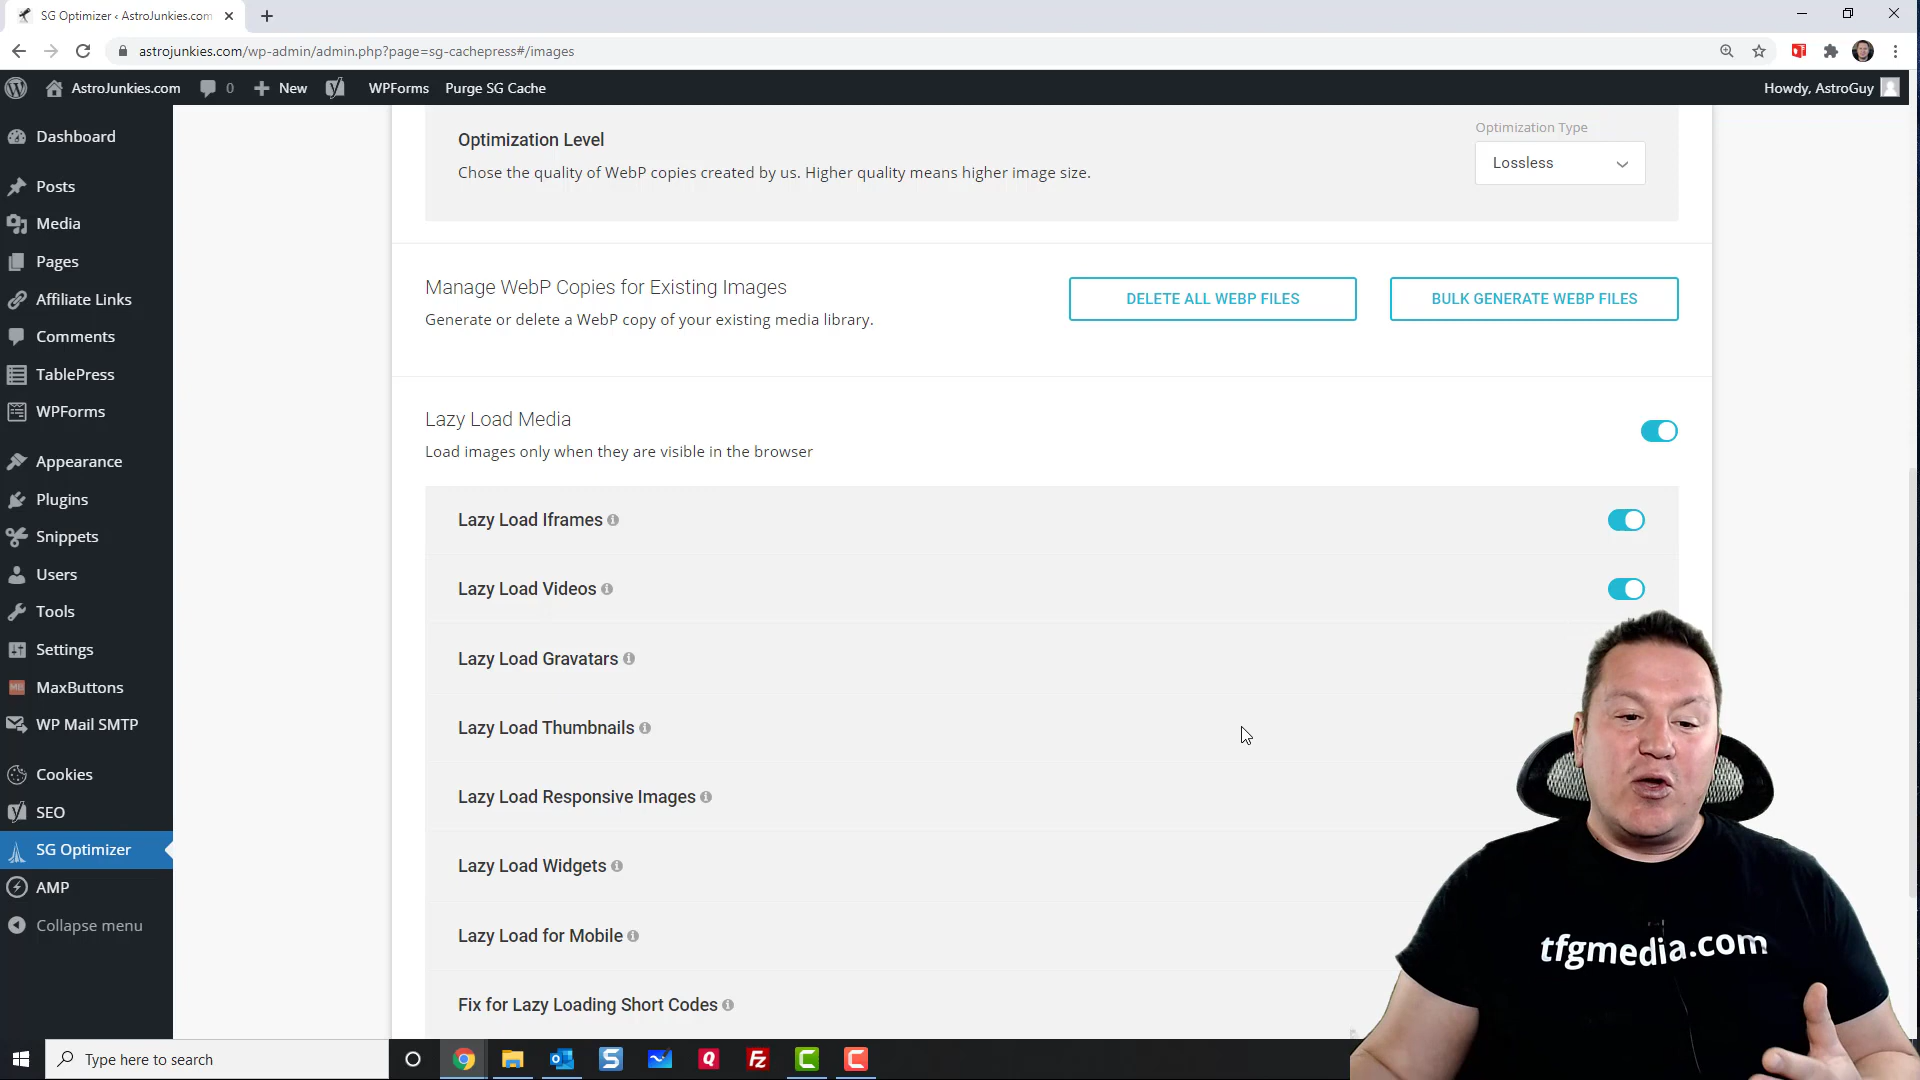 SG Optimizer ‹ AstroJunkies.com
astrojunkies.com/wp-admin/admin.php?page=sg-cachepress#/images
AstroJunkies.com
0
New
WPForms
Purge SG Cache
Howdy, AstroGuy
Dashboard
Posts
Media
Pages
Affiliate Links
Comments
TablePress
WPForms
Appearance
Plugins
Snippets
Users
Tools
Settings
MaxButtons
WP Mail SMTP
Cookies
SEO
SG Optimizer
AMP
Collapse menu
Optimization Level
Chose the quality of WebP copies created by us. Higher quality means higher image size.
Optimization Type
Lossless
Manage WebP Copies for Existing Images
Generate or delete a WebP copy of your existing media library.
DELETE ALL WEBP FILES
BULK GENERATE WEBP FILES
Lazy Load Media
Load images only when they are visible in the browser
Lazy Load Iframes
Lazy Load Videos
Lazy Load Gravatars
Lazy Load Thumbnails
Lazy Load Responsive Images
Lazy Load Widgets
Lazy Load for Mobile
Fix for Lazy Loading Short Codes
tfgmedia.com
Type here to search